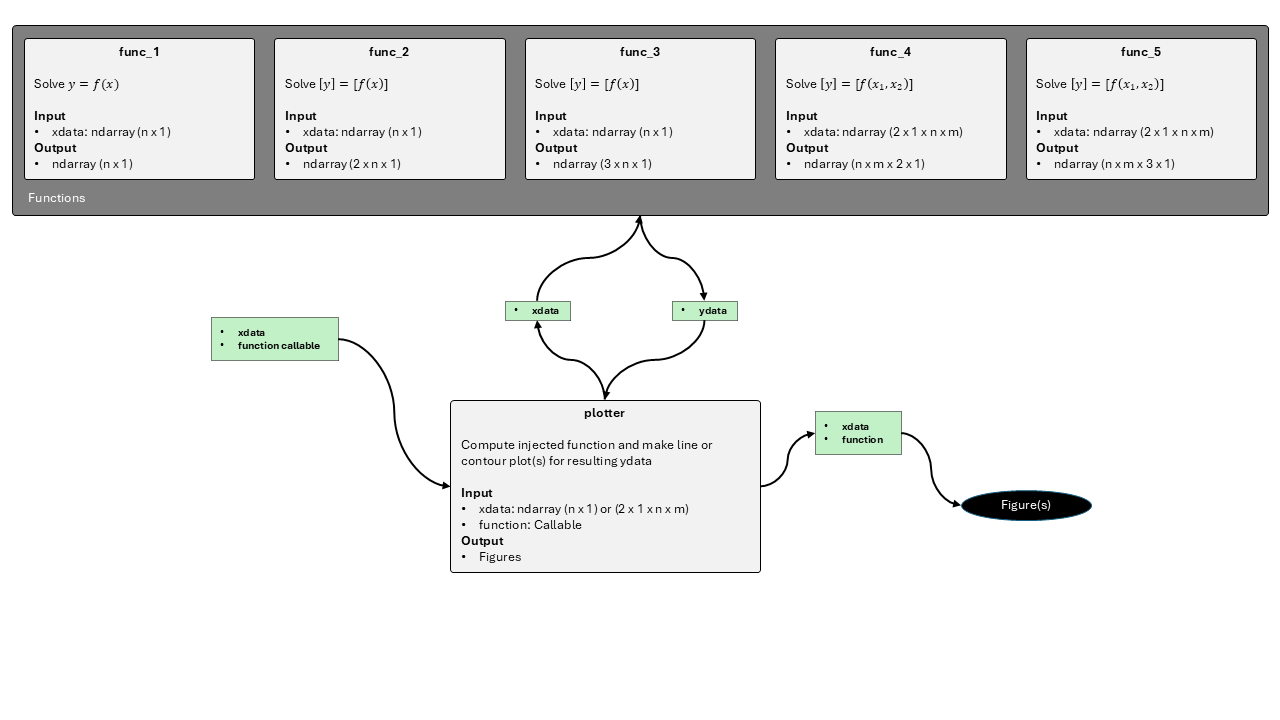 func_1
Solve y = f(x)
Input
• xdata: ndarray (n x 1)
Output
• ndarray (n x 1)
func_2
Solve [y] = [f(x)]
Input
• xdata: ndarray (n x 1)
Output
• ndarray (2 x n x 1)
func_3
Solve [y] = [f(x)]
Input
• xdata: ndarray (n x 1)
Output
• ndarray (3 x n x 1)
func_4
Solve [y] = [f(x₁, x₂)]
Input
• xdata: ndarray (2 x 1 x n x m)
Output
• ndarray (n x m x 2 x 1)
func_5
Solve [y] = [f(x₁, x₂)]
Input
• xdata: ndarray (2 x 1 x n x m)
Output
• ndarray (n x m x 3 x 1)
Functions
• xdata
• ydata
• xdata
• function callable
plotter
Compute injected function and make line or
contour plot(s) for resulting ydata
Input
• xdata: ndarray (n x 1) or (2 x 1 x n x m)
• function: Callable
Output
• Figures
• xdata
• function
Figure(s)